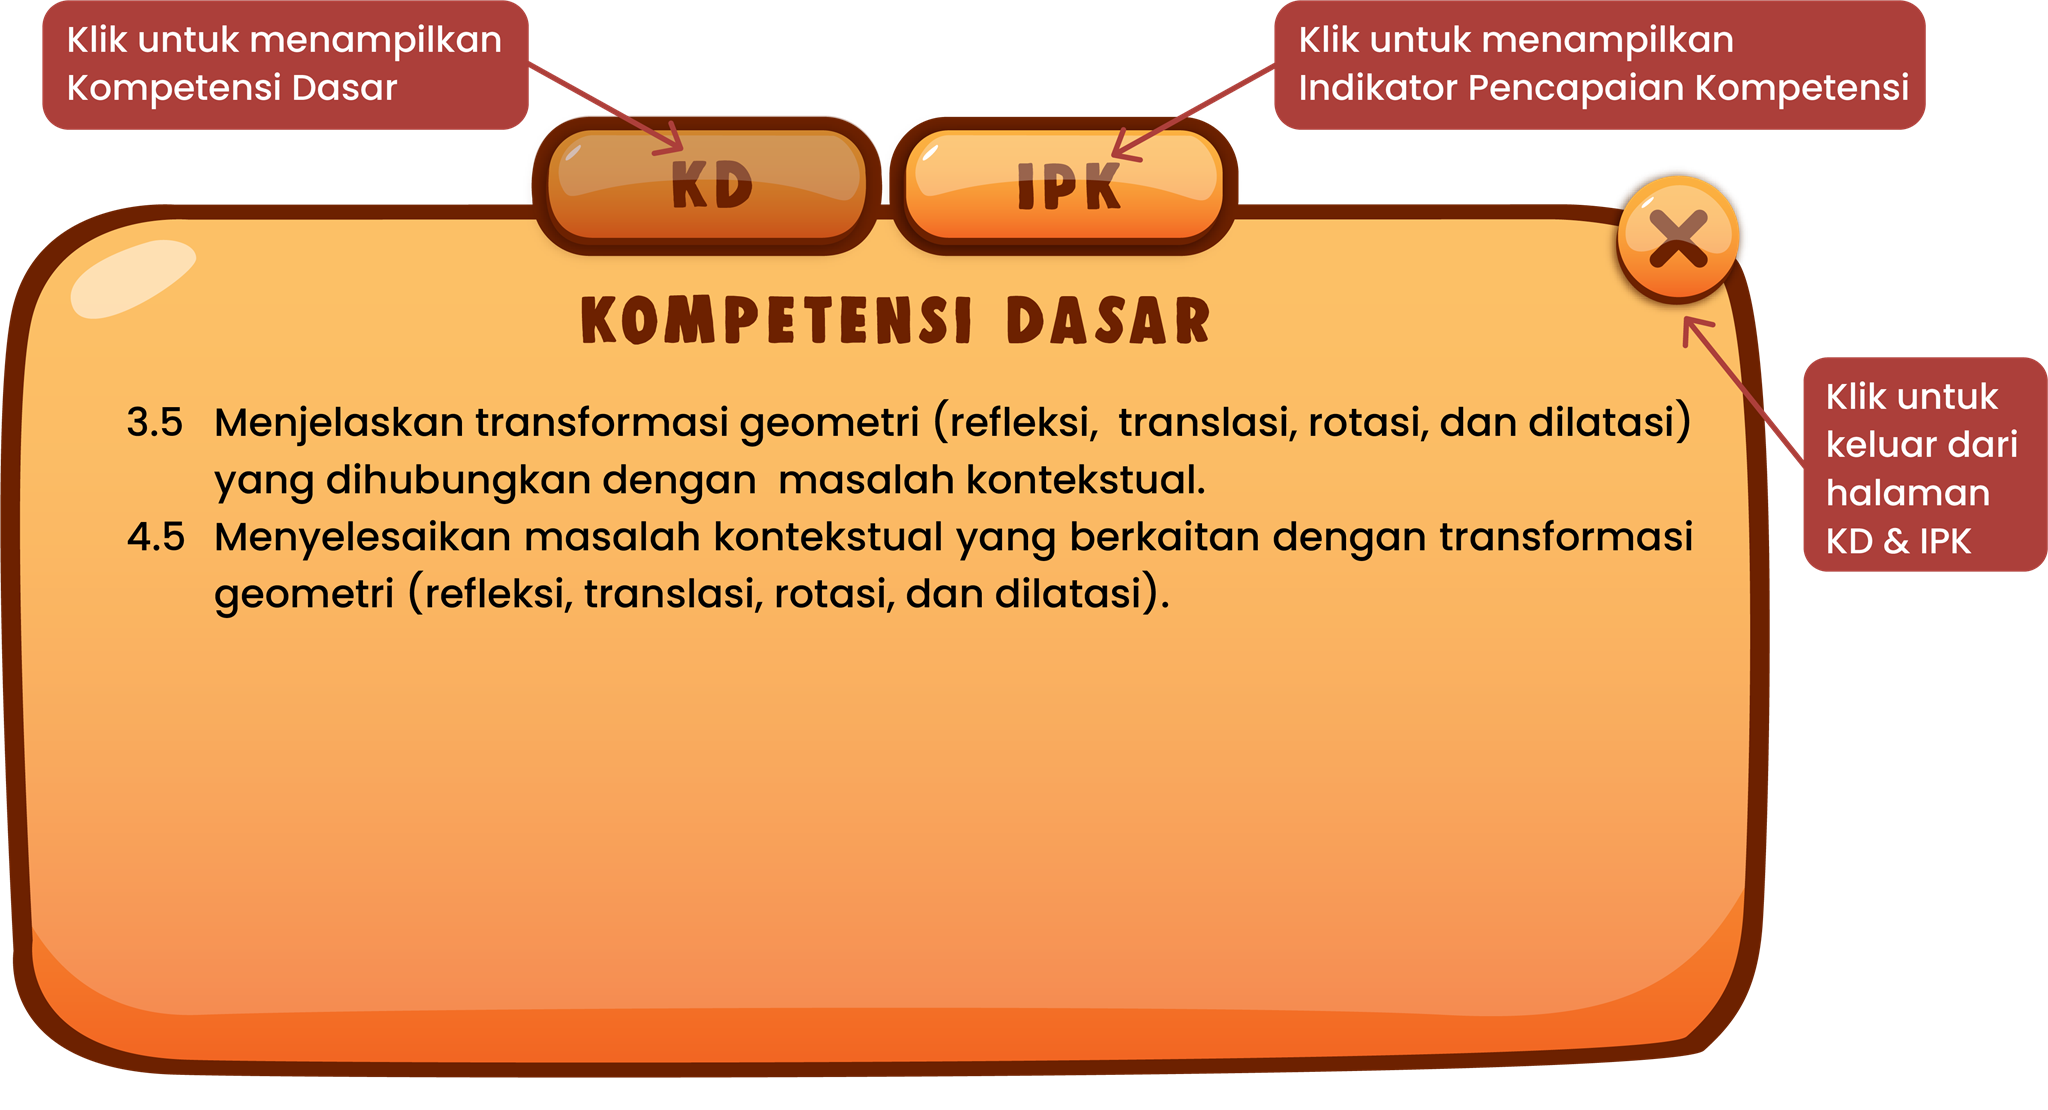 Klik untuk menampilkan
Kompetensi Dasar
Klik untuk menampilkan
Indikator Pencapaian Kompetensi
KD
IPK
KOMPETENSI DASAR
3.5 Menjelaskan transformasi geometri (refleksi, translasi, rotasi, dan dilatasi)
yang dihubungkan dengan masalah kontekstual.
4.5 Menyelesaikan masalah kontekstual yang berkaitan dengan transformasi
geometri (refleksi, translasi, rotasi, dan dilatasi).
Klik untuk
keluar dari
halaman
KD & IPK